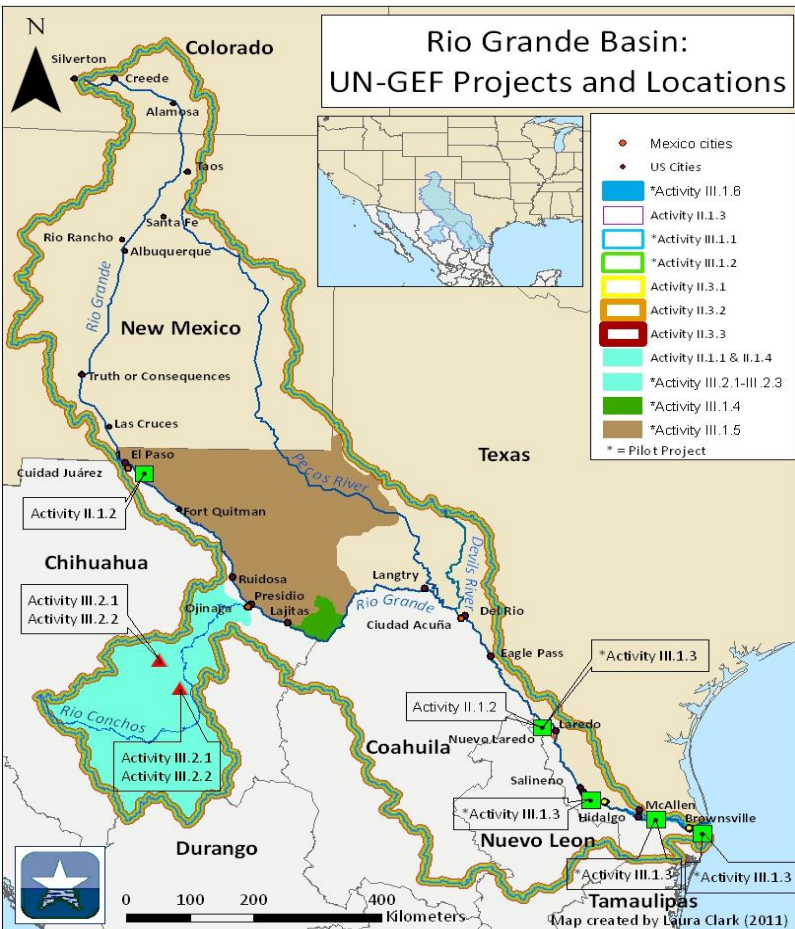 Rio Grande Basin:
UN-GEF Projects and Locations
N
Colorado
Silverton
Creede
Alamosa
Taos
Santa Fe
Rio Rancho
Albuquerque
Rio Grande
New Mexico
Truth or Consequences
Las Cruces
El Paso
Cuidad Juárez
Activity II.1.2
Fort Quitman
Pecos River
Texas
Devils River
Chihuahua
Ruidosa
Presidio
Ojinaga
Lajitas
Langtry
Rio Grande
Del Rio
Ciudad Acuña
Eagle Pass
Activity III.2.1
Activity III.2.2
Rio Conchos
Activity III.2.1
Activity III.2.2
*Activity III.1.3
Activity II.1.2
Laredo
Nuevo Laredo
Coahuila
Salineno
McAllen
*Activity III.1.3
Hidalgo
Brownsville
Nuevo Leon
*Activity III.1.3
*Activity III.1.3
Durango
Tamaulipas
Mexico cities
US Cities
*Activity III.1.6
Activity II.1.3
*Activity III.1.1
*Activity III.1.2
Activity II.3.1
Activity II.3.2
Activity II.3.3
Activity II.1.1 & II.1.4
*Activity III.2.1-III.2.3
*Activity III.1.4
*Activity III.1.5
* = Pilot Project
0 100 200 400
Kilometers
Map created by Laura Clark (2011)